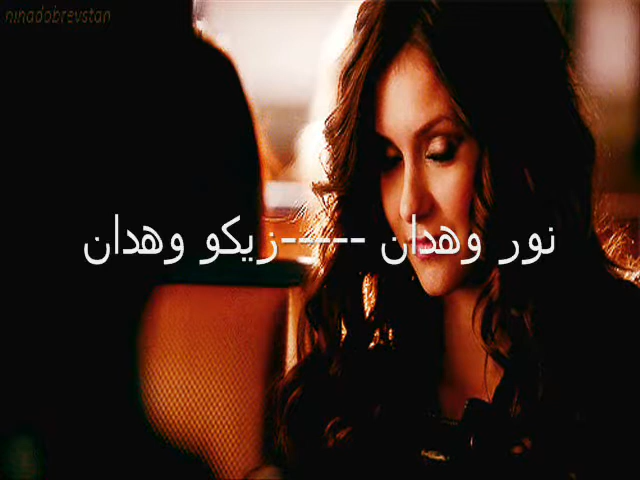 ninadobrevstan
نور وهدان -----زيكو وهدان